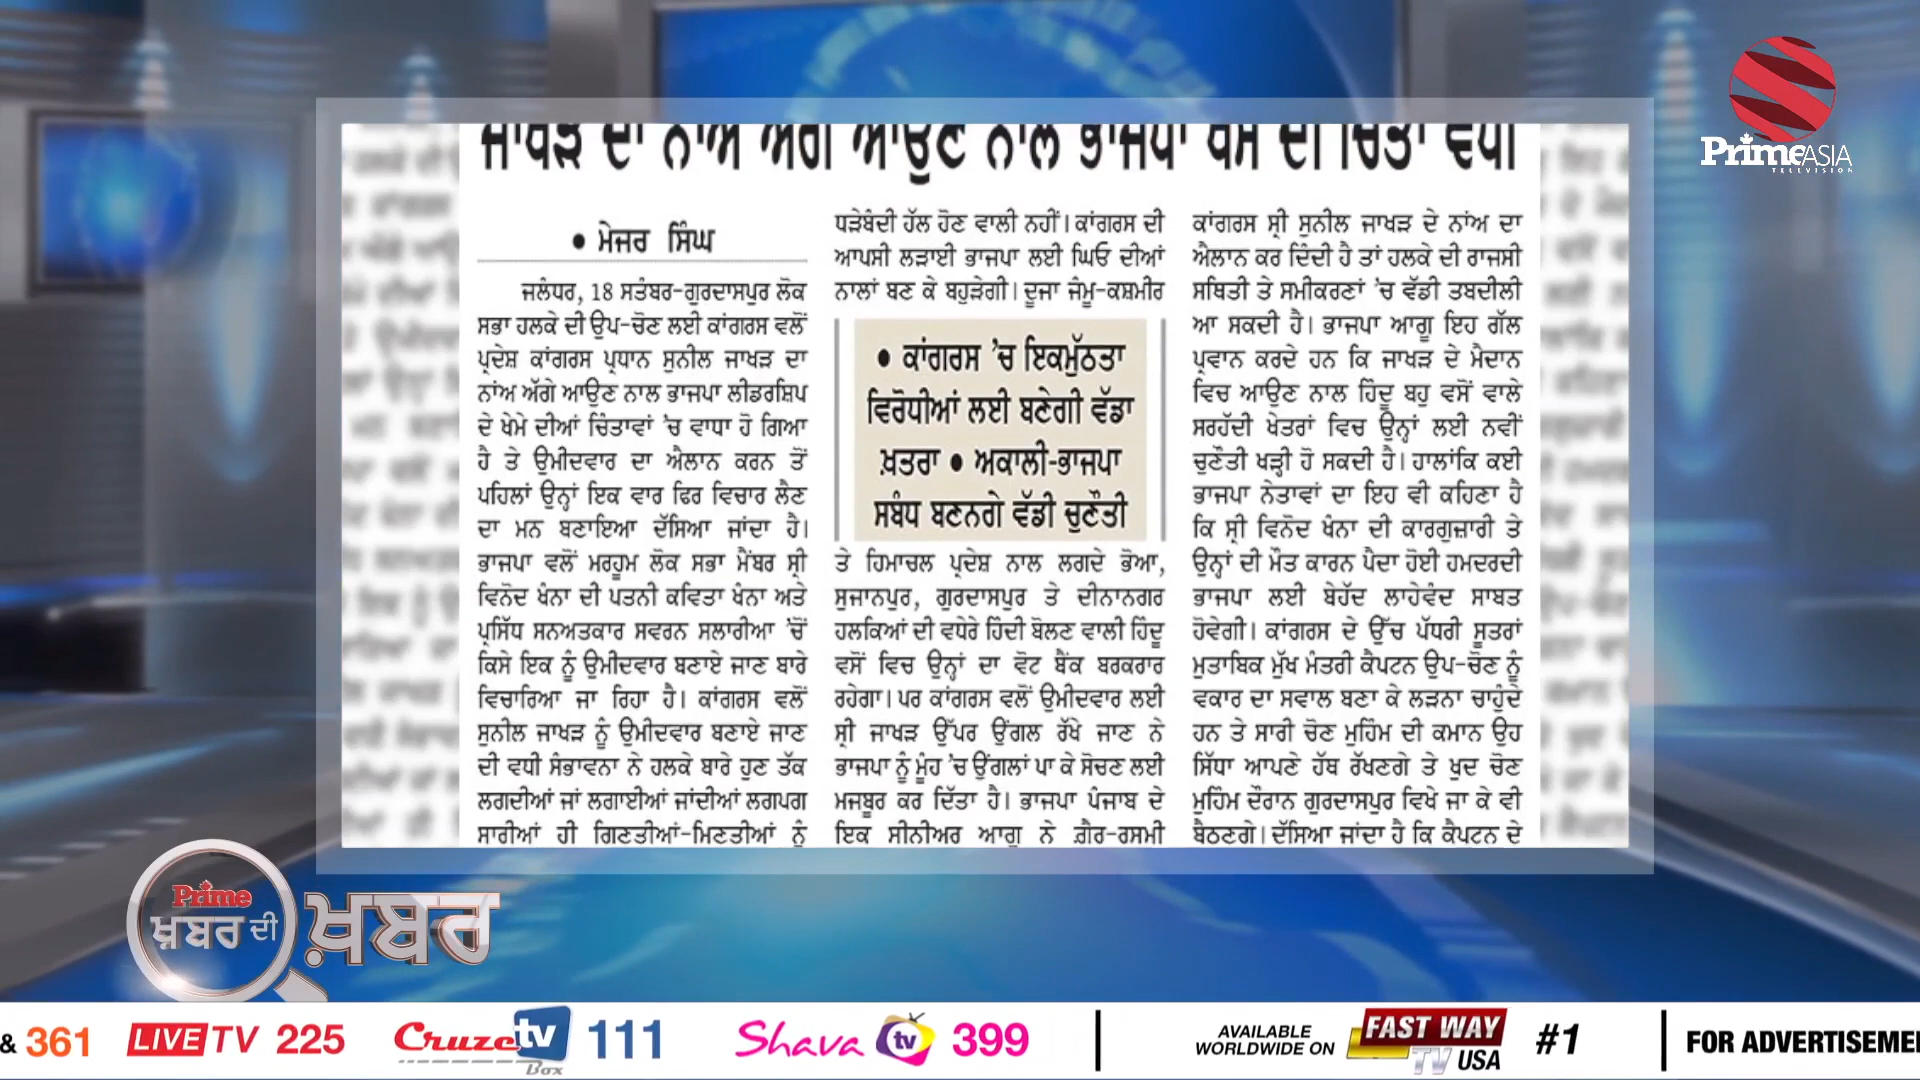 PrimeASIA
TELEVISION
ਜਾਖੜ ਦਾ ਨਾਂਅ ਅੱਗੇ ਆਉਣ ਨਾਲ ਭਾਜਪਾ ਧਿਰ ਦੀ ਚਿੰਤਾ ਵਧੀ
• ਮੇਜਰ ਸਿੰਘ
ਜਲੰਧਰ, 18 ਸਤੰਬਰ-ਗੁਰਦਾਸਪੁਰ ਲੋਕ
ਸਭਾ ਹਲਕੇ ਦੀ ਉਪ-ਚੋਣ ਲਈ ਕਾਂਗਰਸ ਵਲੋਂ
ਪ੍ਰਦੇਸ਼ ਕਾਂਗਰਸ ਪ੍ਰਧਾਨ ਸੁਨੀਲ ਜਾਖੜ ਦਾ
ਨਾਂਅ ਅੱਗੇ ਆਉਣ ਨਾਲ ਭਾਜਪਾ ਲੀਡਰਸ਼ਿਪ
ਦੇ ਖੇਮੇ ਦੀਆਂ ਚਿੰਤਾਵਾਂ 'ਚ ਵਾਧਾ ਹੋ ਗਿਆ
ਹੈ ਤੇ ਉਮੀਦਵਾਰ ਦਾ ਐਲਾਨ ਕਰਨ ਤੋਂ
ਪਹਿਲਾਂ ਉਨ੍ਹਾਂ ਇਕ ਵਾਰ ਫਿਰ ਵਿਚਾਰ ਲੈਣ
ਦਾ ਮਨ ਬਣਾਇਆ ਦੱਸਿਆ ਜਾਂਦਾ ਹੈ।
ਭਾਜਪਾ ਵਲੋਂ ਮਰਹੂਮ ਲੋਕ ਸਭਾ ਮੈਂਬਰ ਸ੍ਰੀ
ਵਿਨੋਦ ਖੰਨਾ ਦੀ ਪਤਨੀ ਕਵਿਤਾ ਖੰਨਾ ਅਤੇ
ਪ੍ਰਸਿੱਧ ਸਨਅਤਕਾਰ ਸਵਰਨ ਸਲਾਰੀਆ 'ਚੋਂ
ਕਿਸੇ ਇਕ ਨੂੰ ਉਮੀਦਵਾਰ ਬਣਾਏ ਜਾਣ ਬਾਰੇ
ਵਿਚਾਰਿਆ ਜਾ ਰਿਹਾ ਹੈ। ਕਾਂਗਰਸ ਵਲੋਂ
ਸੁਨੀਲ ਜਾਖੜ ਨੂੰ ਉਮੀਦਵਾਰ ਬਣਾਏ ਜਾਣ
ਦੀ ਵਧੀ ਸੰਭਾਵਨਾ ਨੇ ਹਲਕੇ ਬਾਰੇ ਹੁਣ ਤੱਕ
ਲਗਦੀਆਂ ਜਾਂ ਲਗਾਈਆਂ ਜਾਂਦੀਆਂ ਲਗਪਗ
ਸਾਰੀਆਂ ਹੀ ਗਿਣਤੀਆਂ-ਮਿਣਤੀਆਂ ਨੂੰ
ਧੜੇਬੰਦੀ ਹੱਲ ਹੋਣ ਵਾਲੀ ਨਹੀਂ। ਕਾਂਗਰਸ ਦੀ
ਆਪਸੀ ਲੜਾਈ ਭਾਜਪਾ ਲਈ ਘਿਓ ਦੀਆਂ
ਨਾਲਾਂ ਬਣ ਕੇ ਬਹੁੜੇਗੀ। ਦੂਜਾ ਜੰਮੂ-ਕਸ਼ਮੀਰ
• ਕਾਂਗਰਸ 'ਚ ਇਕਮੁੱਠਤਾ
ਵਿਰੋਧੀਆਂ ਲਈ ਬਣੇਗੀ ਵੱਡਾ
ਖ਼ਤਰਾ • ਅਕਾਲੀ-ਭਾਜਪਾ
ਸਬੰਧ ਬਣਨਗੇ ਵੱਡੀ ਚੁਣੌਤੀ
ਤੇ ਹਿਮਾਚਲ ਪ੍ਰਦੇਸ਼ ਨਾਲ ਲਗਦੇ ਭੋਆ,
ਸੁਜਾਨਪੁਰ, ਗੁਰਦਾਸਪੁਰ ਤੇ ਦੀਨਾਨਗਰ
ਹਲਕਿਆਂ ਦੀ ਵਧੇਰੇ ਹਿੰਦੀ ਬੋਲਣ ਵਾਲੀ ਹਿੰਦੂ
ਵਸੋਂ ਵਿਚ ਉਨ੍ਹਾਂ ਦਾ ਵੋਟ ਬੈਂਕ ਬਰਕਰਾਰ
ਰਹੇਗਾ। ਪਰ ਕਾਂਗਰਸ ਵਲੋਂ ਉਮੀਦਵਾਰ ਲਈ
ਸ੍ਰੀ ਜਾਖੜ ਉੱਪਰ ਉਂਗਲ ਰੱਖੇ ਜਾਣ ਨੇ
ਭਾਜਪਾ ਨੂੰ ਮੂੰਹ 'ਚ ਉਂਗਲਾਂ ਪਾ ਕੇ ਸੋਚਣ ਲਈ
ਮਜਬੂਰ ਕਰ ਦਿੱਤਾ ਹੈ। ਭਾਜਪਾ ਪੰਜਾਬ ਦੇ
ਇਕ ਸੀਨੀਅਰ ਆਗੂ ਨੇ ਗ਼ੈਰ-ਰਸਮੀ
ਕਾਂਗਰਸ ਸ੍ਰੀ ਸੁਨੀਲ ਜਾਖੜ ਦੇ ਨਾਂਅ ਦਾ
ਐਲਾਨ ਕਰ ਦਿੰਦੀ ਹੈ ਤਾਂ ਹਲਕੇ ਦੀ ਰਾਜਸੀ
ਸਥਿਤੀ ਤੇ ਸਮੀਕਰਣਾਂ 'ਚ ਵੱਡੀ ਤਬਦੀਲੀ
ਆ ਸਕਦੀ ਹੈ। ਭਾਜਪਾ ਆਗੂ ਇਹ ਗੱਲ
ਪ੍ਰਵਾਨ ਕਰਦੇ ਹਨ ਕਿ ਜਾਖੜ ਦੇ ਮੈਦਾਨ
ਵਿਚ ਆਉਣ ਨਾਲ ਹਿੰਦੂ ਬਹੁ ਵਸੋਂ ਵਾਲੇ
ਸਰਹੱਦੀ ਖੇਤਰਾਂ ਵਿਚ ਉਨ੍ਹਾਂ ਲਈ ਨਵੀਂ
ਚੁਣੌਤੀ ਖੜ੍ਹੀ ਹੋ ਸਕਦੀ ਹੈ। ਹਾਲਾਂਕਿ ਕਈ
ਭਾਜਪਾ ਨੇਤਾਵਾਂ ਦਾ ਇਹ ਵੀ ਕਹਿਣਾ ਹੈ
ਕਿ ਸ੍ਰੀ ਵਿਨੋਦ ਖੰਨਾ ਦੀ ਕਾਰਗੁਜ਼ਾਰੀ ਤੇ
ਉਨ੍ਹਾਂ ਦੀ ਮੌਤ ਕਾਰਨ ਪੈਦਾ ਹੋਈ ਹਮਦਰਦੀ
ਭਾਜਪਾ ਲਈ ਬੇਹੱਦ ਲਾਹੇਵੰਦ ਸਾਬਤ
ਹੋਵੇਗੀ। ਕਾਂਗਰਸ ਦੇ ਉੱਚ ਪੱਧਰੀ ਸੂਤਰਾਂ
ਮੁਤਾਬਿਕ ਮੁੱਖ ਮੰਤਰੀ ਕੈਪਟਨ ਉਪ-ਚੋਣ ਨੂੰ
ਵਕਾਰ ਦਾ ਸਵਾਲ ਬਣਾ ਕੇ ਲੜਨਾ ਚਾਹੁੰਦੇ
ਹਨ ਤੇ ਸਾਰੀ ਚੋਣ ਮੁਹਿੰਮ ਦੀ ਕਮਾਨ ਉਹ
ਸਿੱਧਾ ਆਪਣੇ ਹੱਥ ਰੱਖਣਗੇ ਤੇ ਖੁਦ ਚੋਣ
ਮੁਹਿੰਮ ਦੌਰਾਨ ਗੁਰਦਾਸਪੁਰ ਵਿਖੇ ਜਾ ਕੇ ਵੀ
ਬੈਠਣਗੇ। ਦੱਸਿਆ ਜਾਂਦਾ ਹੈ ਕਿ ਕੈਪਟਨ ਦੇ
Prime
ਖ਼ਬਰ ਦੀ ਖ਼ਬਰ
& 361 LIVE TV 225 Cruze tv Box 111 Shava tv 399 AVAILABLE WORLDWIDE ON FAST WAY TV USA #1 FOR ADVERTISEME